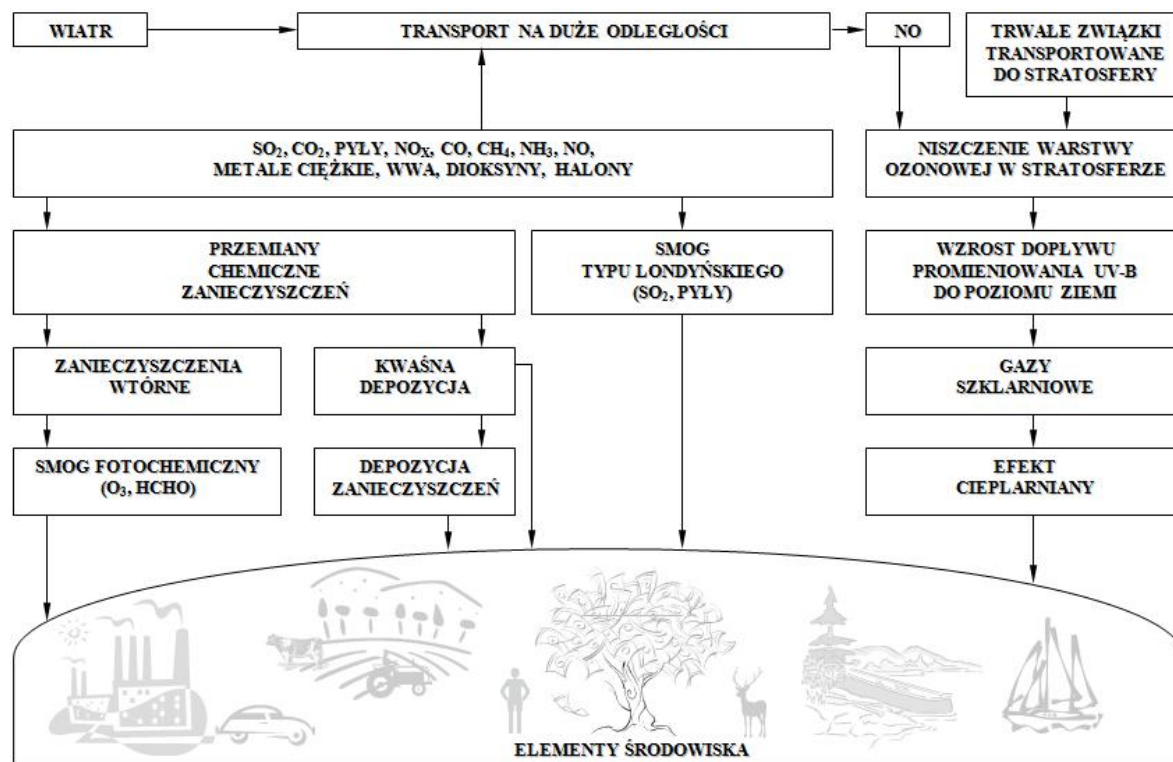 WIATR
TRANSPORT NA DUŻE ODLEGŁOŚCI
NO
TRWAŁE ZWIĄZKI
TRANSPORTOWANE
DO STRATOSFERY
SO₂, CO₂, PYŁY, NOₓ, CO, CH₄, NH₃, NO,
METALE CIĘŻKIE, WWA, DIOKSYNY, HALONY
NISZCZENIE WARSTWY
OZONOWEJ W STRATOSFERZE
PRZEMIANY
CHEMICZNE
ZANIECZYSZCZEŃ
SMOG
TYPU LONDYŃSKIEGO
(SO₂, PYŁY)
WZROST DOPŁYWU
PROMIENIOWANIA UV-B
DO POZIOMU ZIEMI
ZANIECZYSZCZENIA
WTÓRNE
KWAŚNA
DEPOZYCJA
GAZY
SZKLARNIOWE
SMOG FOTOCHEMICZNY
(O₃, HCHO)
DEPOZYCJA
ZANIECZYSZCZEŃ
EFEKT
CIEPLARNIANY
ELEMENTY ŚRODOWISKA